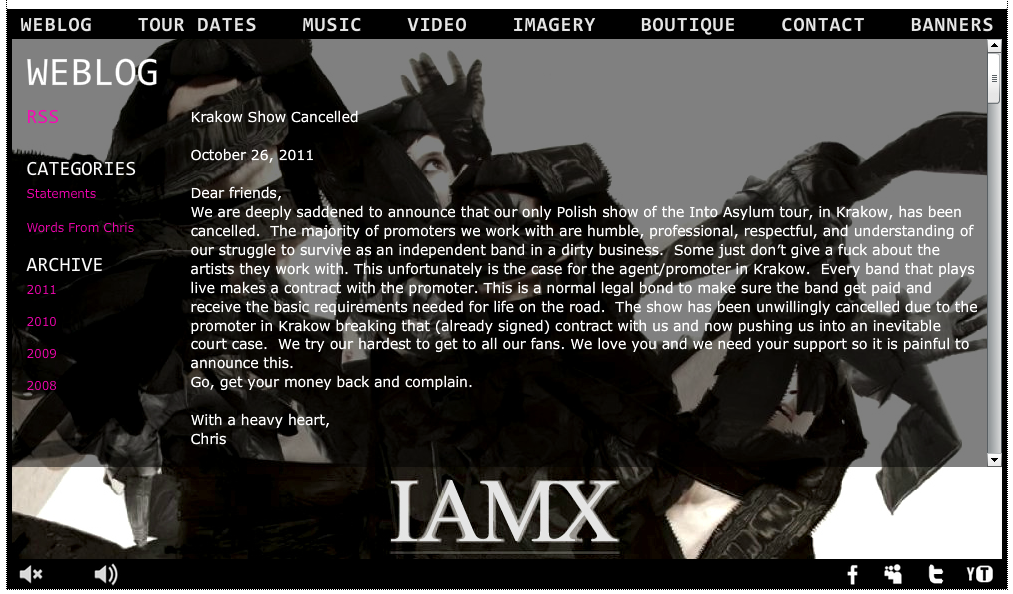 WEBLOG TOUR DATES MUSIC VIDEO IMAGERY BOUTIQUE CONTACT BANNERS
WEBLOG
RSS
CATEGORIES
Statements
Words From Chris
ARCHIVE
2011
2010
2009
2008
Krakow Show Cancelled
October 26, 2011
Dear friends,
We are deeply saddened to announce that our only Polish show of the Into Asylum tour, in Krakow, has been
cancelled.  The majority of promoters we work with are humble, professional, respectful, and understanding of
our struggle to survive as an independent band in a dirty business.  Some just don't give a fuck about the
artists they work with. This unfortunately is the case for the agent/promoter in Krakow.  Every band that plays
live makes a contract with the promoter. This is a normal legal bond to make sure the band get paid and
receive the basic requirements needed for life on the road.  The show has been unwillingly cancelled due to the
promoter in Krakow breaking that (already signed) contract with us and now pushing us into an inevitable
court case.  We try our hardest to get to all our fans. We love you and we need your support so it is painful to
announce this.
Go, get your money back and complain.
With a heavy heart,
Chris
IAMX
f t YT